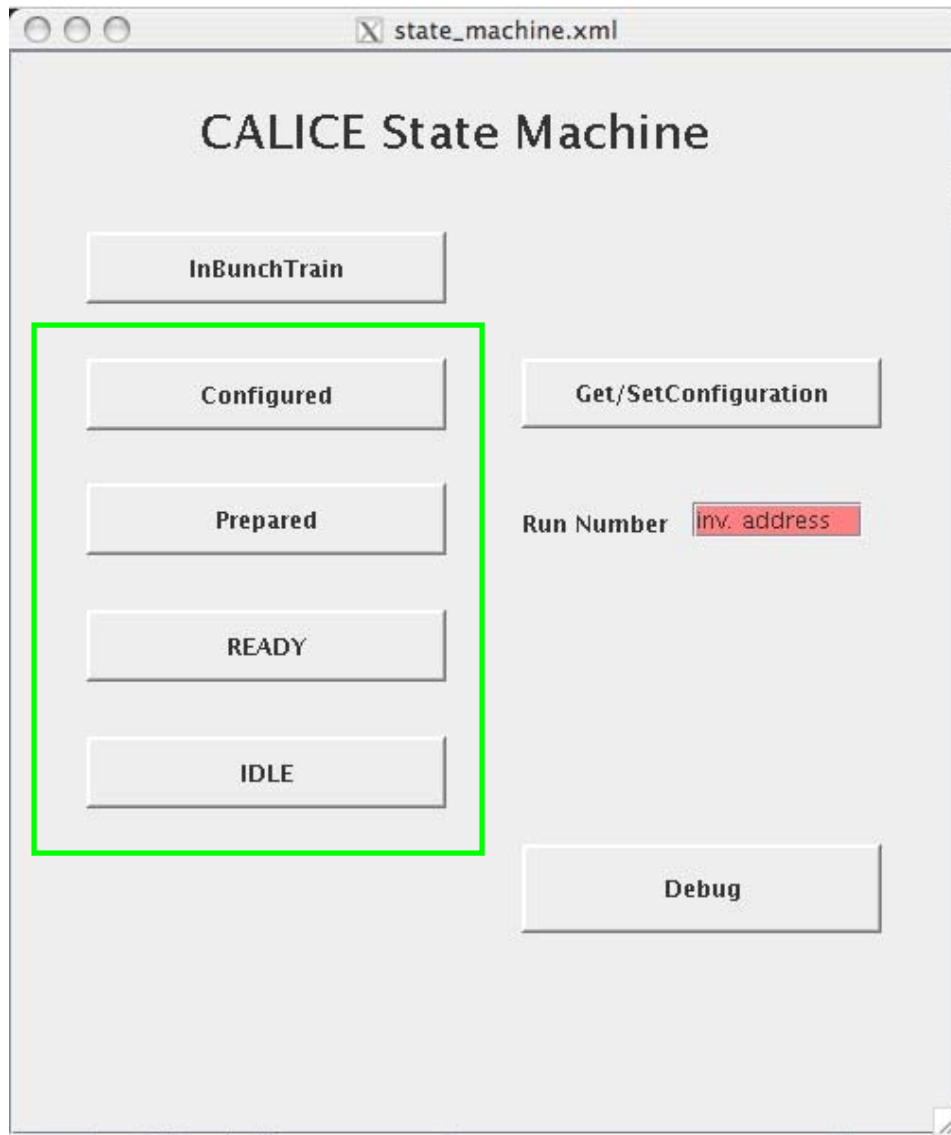 state_machine.xml
CALICE State Machine
InBunchTrain
Configured
Get/SetConfiguration
Prepared
Run Number inv. address
READY
IDLE
Debug